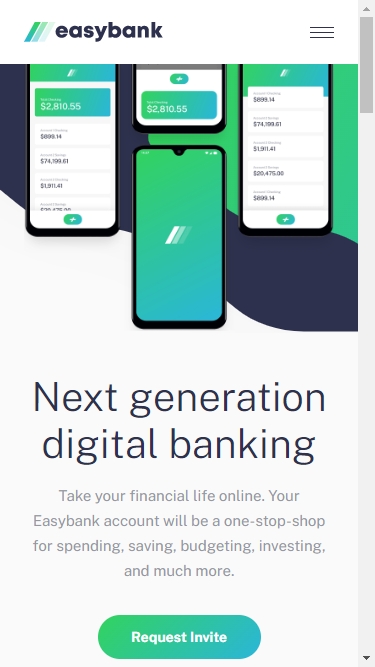 easybank
$2,810.55
$899.14
$74,199.61
$1,911.41
$2,810.55
$899.14
$74,199.61
$1,911.41
$20,475.00
$899.14
Next generation
digital banking
Take your financial life online. Your
Easybank account will be a one-stop-shop
for spending, saving, budgeting, investing,
and much more.
Request Invite